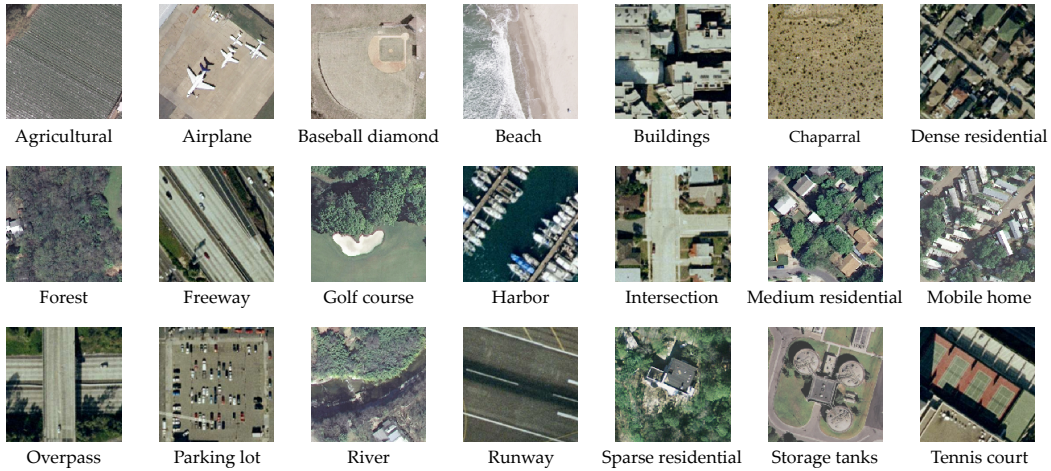 Agricultural
Airplane
Baseball diamond
Beach
Buildings
Chaparral
Dense residential
Forest
Freeway
Golf course
Harbor
Intersection
Medium residential
Mobile home
Overpass
Parking lot
River
Runway
Sparse residential
Storage tanks
Tennis court